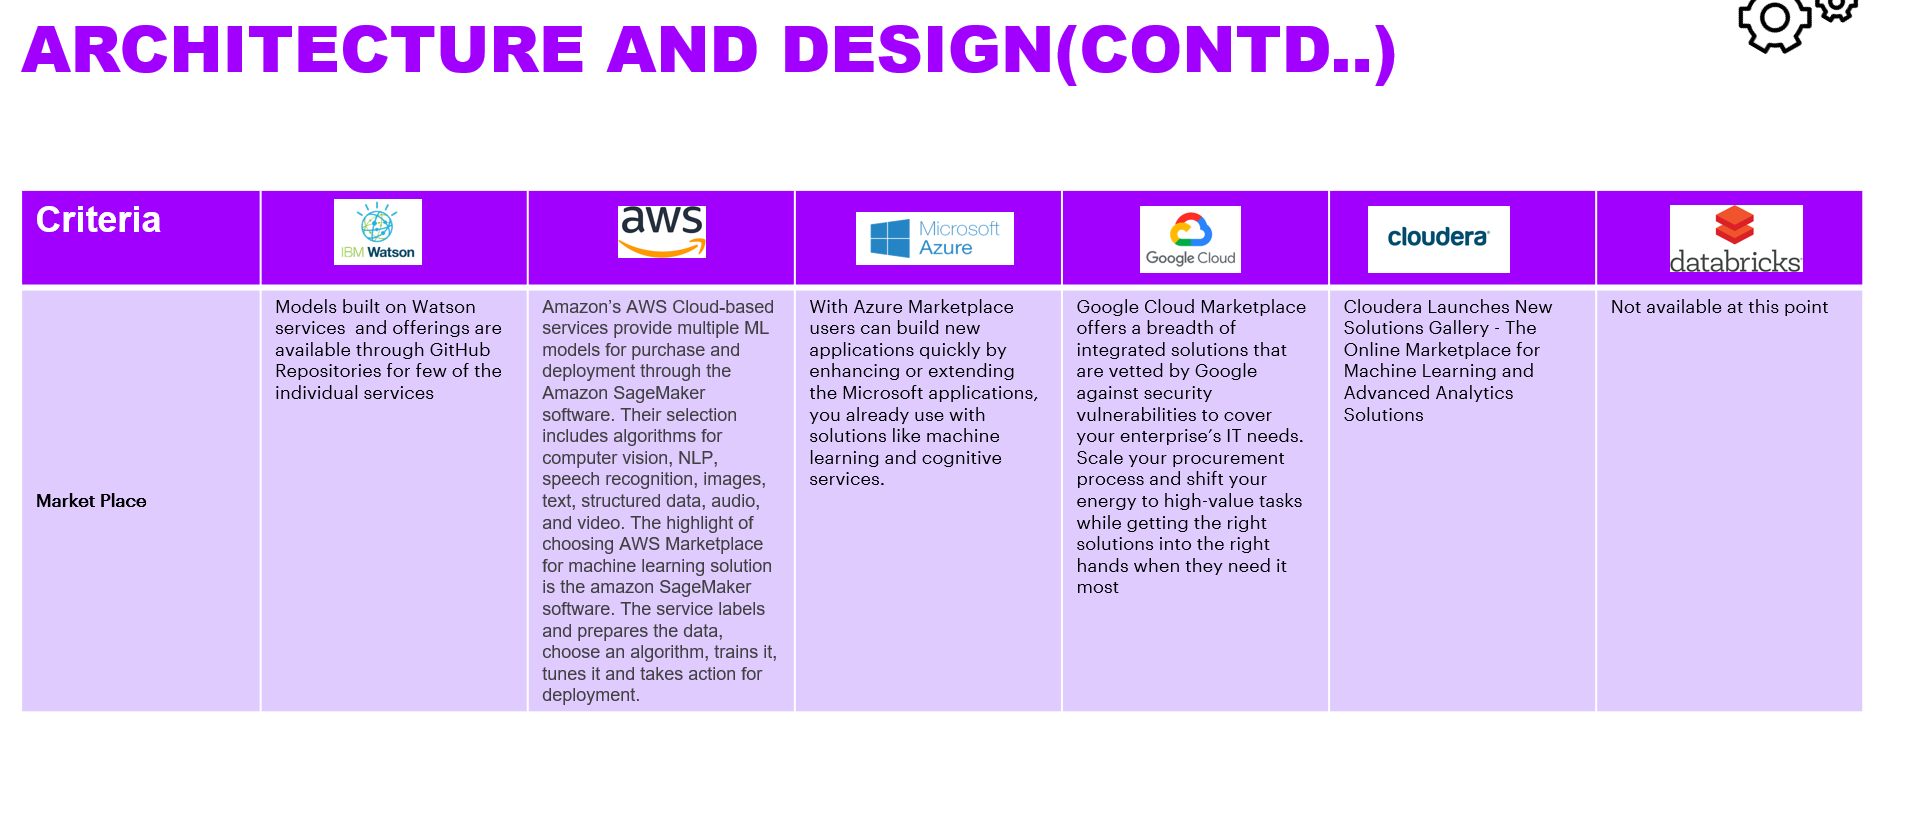 ARCHITECTURE AND DESIGN(CONTD..)
Criteria
IBM Watson
aws
Microsoft
Azure
Google Cloud
cloudera
databricks
Market Place
Models built on Watson
services  and offerings are
available through GitHub
Repositories for few of the
individual services
Amazon’s AWS Cloud-based
services provide multiple ML
models for purchase and
deployment through the
Amazon SageMaker
software. Their selection
includes algorithms for
computer vision, NLP,
speech recognition, images,
text, structured data, audio,
and video. The highlight of
choosing AWS Marketplace
for machine learning solution
is the amazon SageMaker
software. The service labels
and prepares the data,
choose an algorithm, trains it,
tunes it and takes action for
deployment.
With Azure Marketplace
users can build new
applications quickly by
enhancing or extending
the Microsoft applications,
you already use with
solutions like machine
learning and cognitive
services.
Google Cloud Marketplace
offers a breadth of
integrated solutions that
are vetted by Google
against security
vulnerabilities to cover
your enterprise’s IT needs.
Scale your procurement
process and shift your
energy to high-value tasks
while getting the right
solutions into the right
hands when they need it
most
Cloudera Launches New
Solutions Gallery - The
Online Marketplace for
Machine Learning and
Advanced Analytics
Solutions
Not available at this point